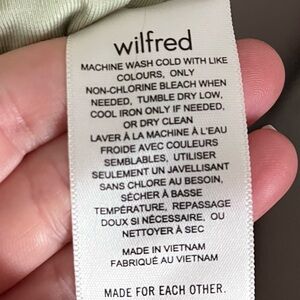 wilfred
MACHINE WASH COLD WITH LIKE
COLOURS, ONLY
NON-CHLORINE BLEACH WHEN
NEEDED, TUMBLE DRY LOW,
COOL IRON ONLY IF NEEDED,
OR DRY CLEAN
LAVER À LA MACHINE À L'EAU
FROIDE AVEC COULEURS
SEMBLABLES, UTILISER
SEULEMENT UN JAVELLISANT
SANS CHLORE AU BESOIN,
SÉCHER À BASSE
TEMPÉRATURE, REPASSAGE
DOUX SI NÉCESSAIRE, OU
NETTOYER À SEC
MADE IN VIETNAM
FABRIQUÉ AU VIETNAM
MADE FOR EACH OTHER.